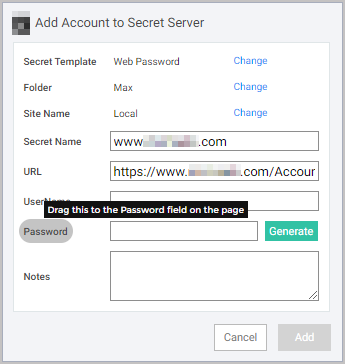 Add Account to Secret Server
Secret Template Web Password Change
Folder Max Change
Site Name Local Change
Secret Name www. .com
URL https://www. .com/Accour
UserName
Drag this to the Password field on the page
Password Generate
Notes
Cancel Add